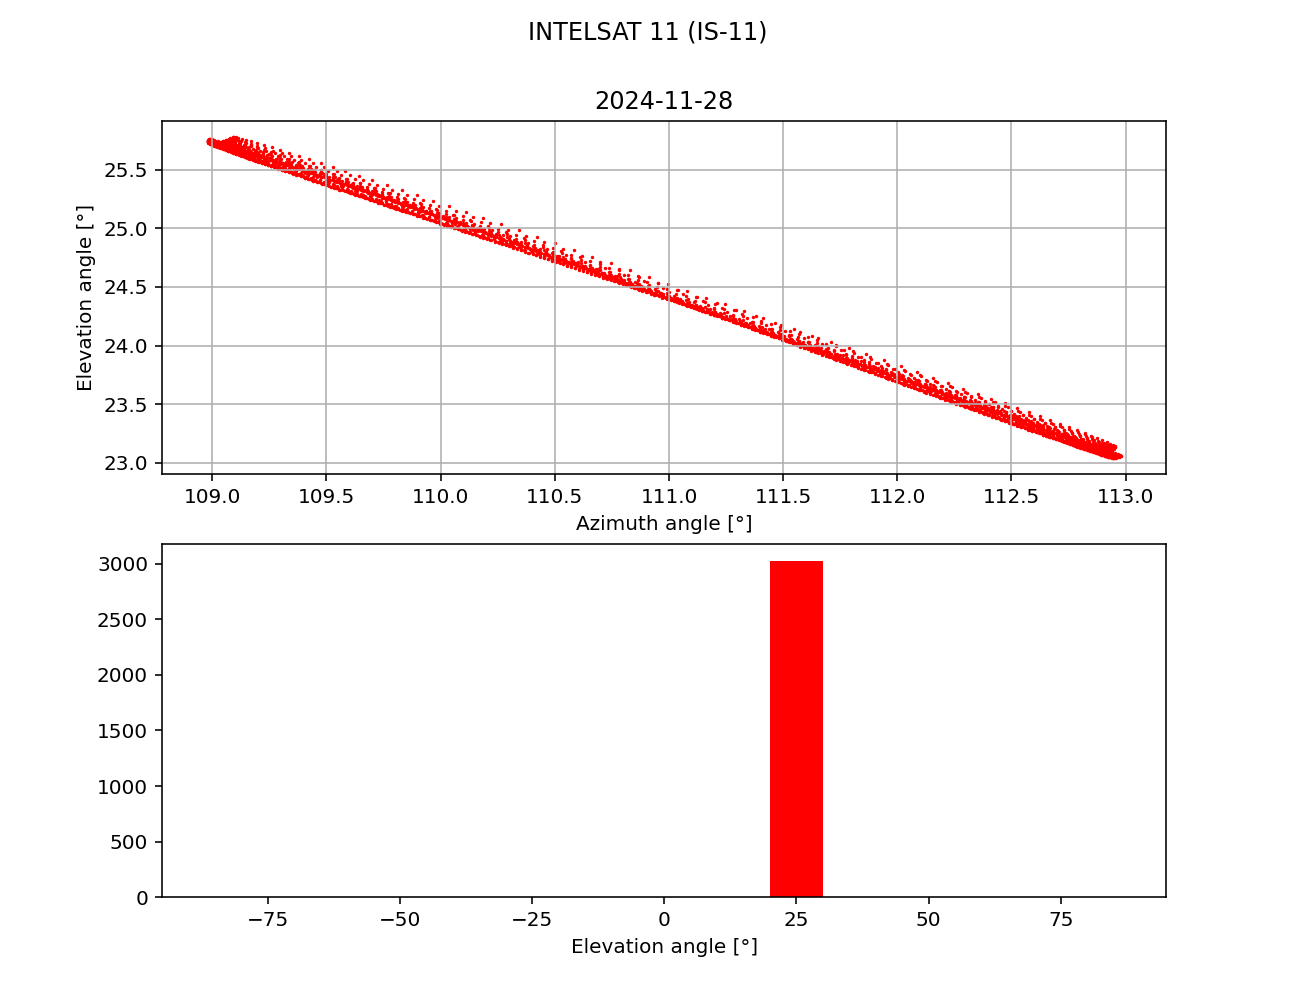 INTELSAT 11 (IS-11)
2024-11-28
Elevation angle [°]
25.5
25.0
24.5
24.0
23.5
23.0
109.0 109.5 110.0 110.5 111.0 111.5 112.0 112.5 113.0
Azimuth angle [°]
3000
2500
2000
1500
1000
500
0
−75 −50 −25 0 25 50 75
Elevation angle [°]